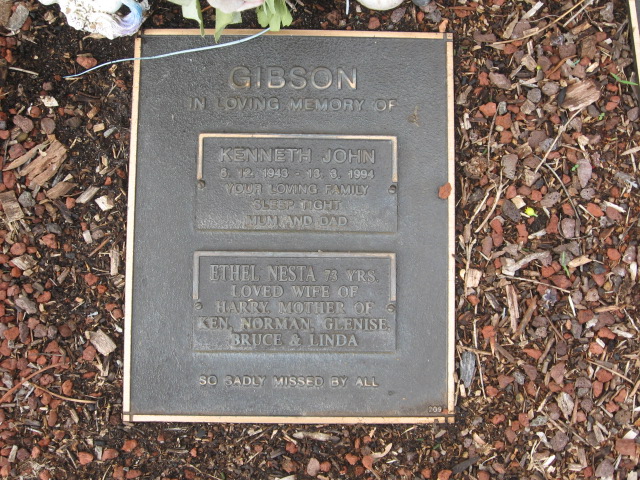 GIBSON
IN LOVING MEMORY OF
KENNETH JOHN
8. 12. 1943 - 13. 3. 1994
YOUR LOVING FAMILY
SLEEP TIGHT
MUM AND DAD
ETHEL NESTA 73 YRS.
LOVED WIFE OF
HARRY, MOTHER OF
KEN, NORMAN, GLENISE,
BRUCE & LINDA
SO SADLY MISSED BY ALL